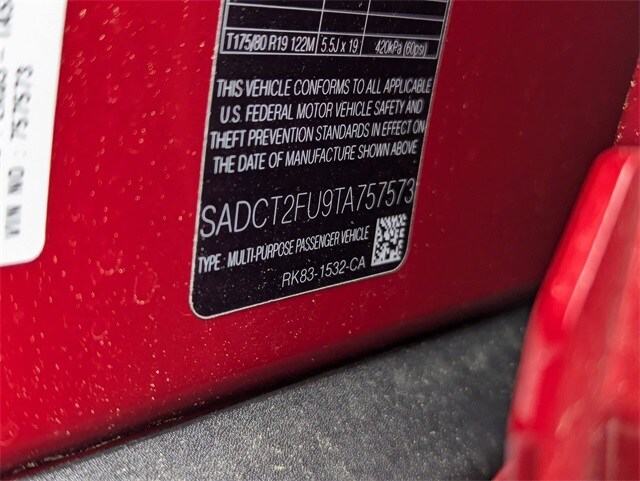 T175/80 R19 122M 5.5J x 19 420kPa (60psi)
THIS VEHICLE CONFORMS TO ALL APPLICABLE
U.S. FEDERAL MOTOR VEHICLE SAFETY AND
THEFT PREVENTION STANDARDS IN EFFECT ON
THE DATE OF MANUFACTURE SHOWN ABOVE
SADCT2FU9TA757573
TYPE: MULTI-PURPOSE PASSENGER VEHICLE
RK83-1532-CA
VIN NO : 757573